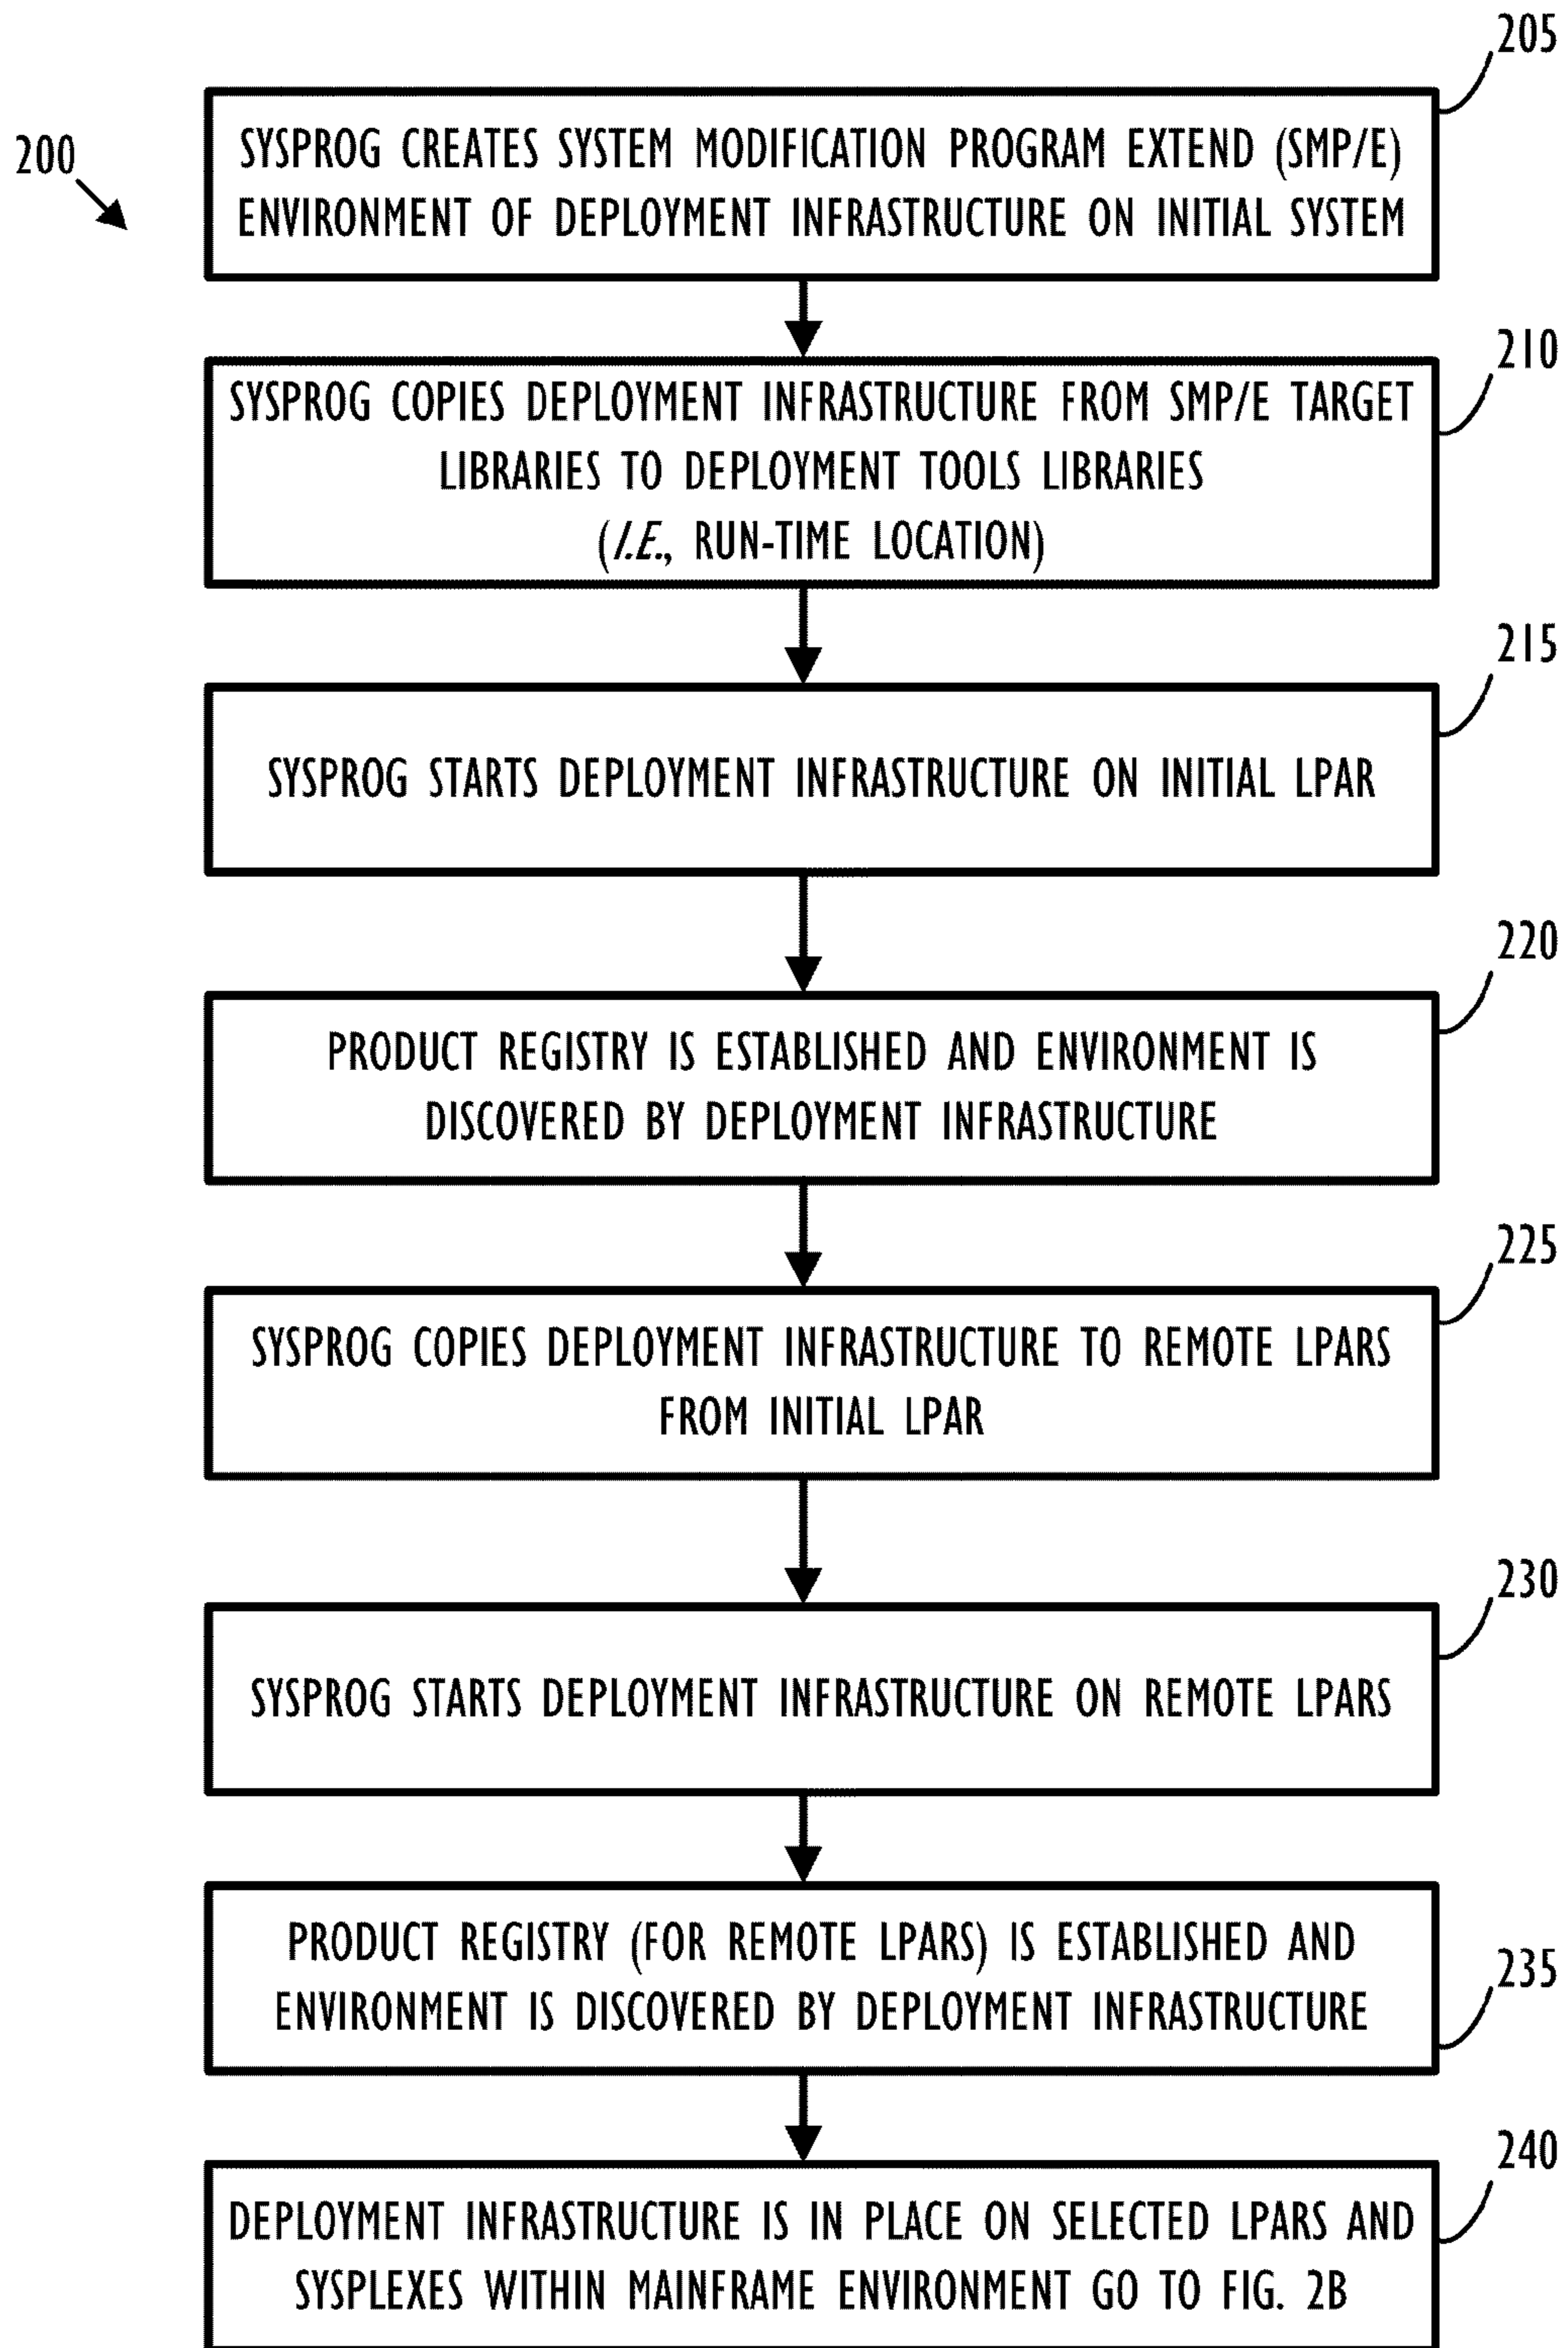 205
200
SYSPROG CREATES SYSTEM MODIFICATION PROGRAM EXTEND (SMP/E)
ENVIRONMENT OF DEPLOYMENT INFRASTRUCTURE ON INITIAL SYSTEM
210
SYSPROG COPIES DEPLOYMENT INFRASTRUCTURE FROM SMP/E TARGET
LIBRARIES TO DEPLOYMENT TOOLS LIBRARIES
(I.E., RUN-TIME LOCATION)
215
SYSPROG STARTS DEPLOYMENT INFRASTRUCTURE ON INITIAL LPAR
220
PRODUCT REGISTRY IS ESTABLISHED AND ENVIRONMENT IS
DISCOVERED BY DEPLOYMENT INFRASTRUCTURE
225
SYSPROG COPIES DEPLOYMENT INFRASTRUCTURE TO REMOTE LPARS
FROM INITIAL LPAR
230
SYSPROG STARTS DEPLOYMENT INFRASTRUCTURE ON REMOTE LPARS
PRODUCT REGISTRY (FOR REMOTE LPARS) IS ESTABLISHED AND
235
ENVIRONMENT IS DISCOVERED BY DEPLOYMENT INFRASTRUCTURE
240
DEPLOYMENT INFRASTRUCTURE IS IN PLACE ON SELECTED LPARS AND
SYSPLEXES WITHIN MAINFRAME ENVIRONMENT GO TO FIG. 2B